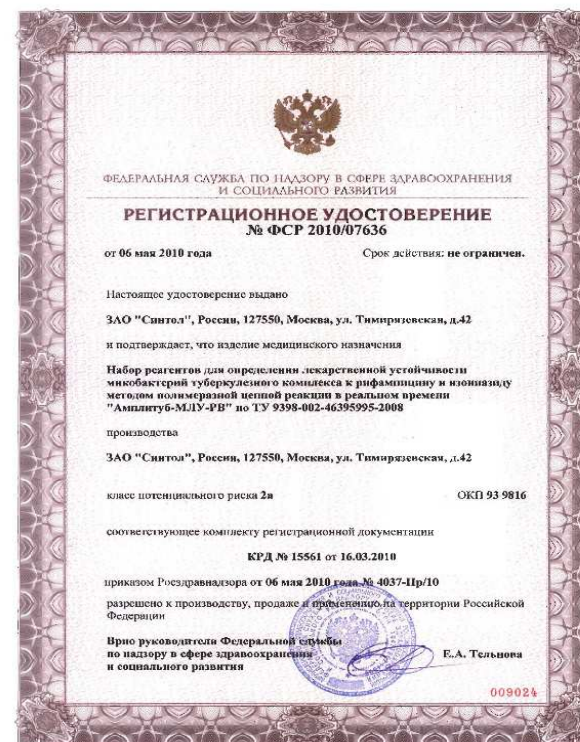 ФЕДЕРАЛЬНАЯ СЛУЖБА ПО НАДЗОРУ В СФЕРЕ ЗДРАВООХРАНЕНИЯ
И СОЦИАЛЬНОГО РАЗВИТИЯ
РЕГИСТРАЦИОННОЕ УДОСТОВЕРЕНИЕ
№ ФСР 2010/07636
от 06 мая 2010 года Срок действия: не ограничен.
Настоящее удостоверение выдано
ЗАО "Синтол", Россия, 127550, Москва, ул. Тимирязевская, д.42
и подтверждает, что изделие медицинского назначения
Набор реагентов для определения лекарственной устойчивости
микобактерий туберкулезного комплекса к рифампицину и изониазиду
методом полимеразной цепной реакции в реальном времени
"Амплитуб-МЛУ-РВ" по ТУ 9398-002-46395995-2008
производства
ЗАО "Синтол", Россия, 127550, Москва, ул. Тимирязевская, д.42
класс потенциального риска 2а ОКП 93 9816
соответствующее комплекту регистрационной документации
КРД № 15561 от 16.03.2010
приказом Росздравнадзора от 06 мая 2010 года № 4037-Пр/10
разрешено к производству, продаже и применению на территории Российской
Федерации
Врио руководителя Федеральной службы
по надзору в сфере здравоохранения
и социального развития Е.А. Тельнова
009024